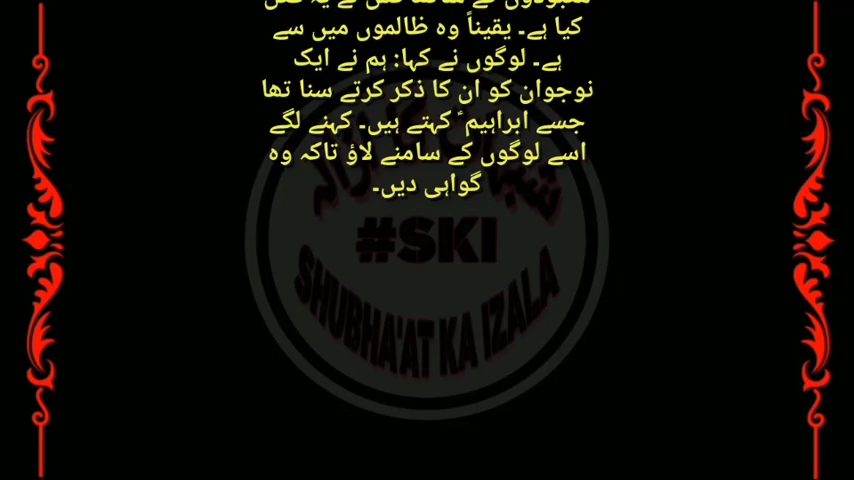 کیا ہے۔ یقیناً وہ ظالموں میں سے
ہے۔ لوگوں نے کہا: ہم نے ایک
نوجوان کو ان کا ذکر کرتے سنا تھا
جسے ابراہیم ؑ کہتے ہیں۔ کہنے لگے
اسے لوگوں کے سامنے لاؤ تاکہ وہ
گواہی دیں۔
#SKI
SHUBHA'AT KA IZALA